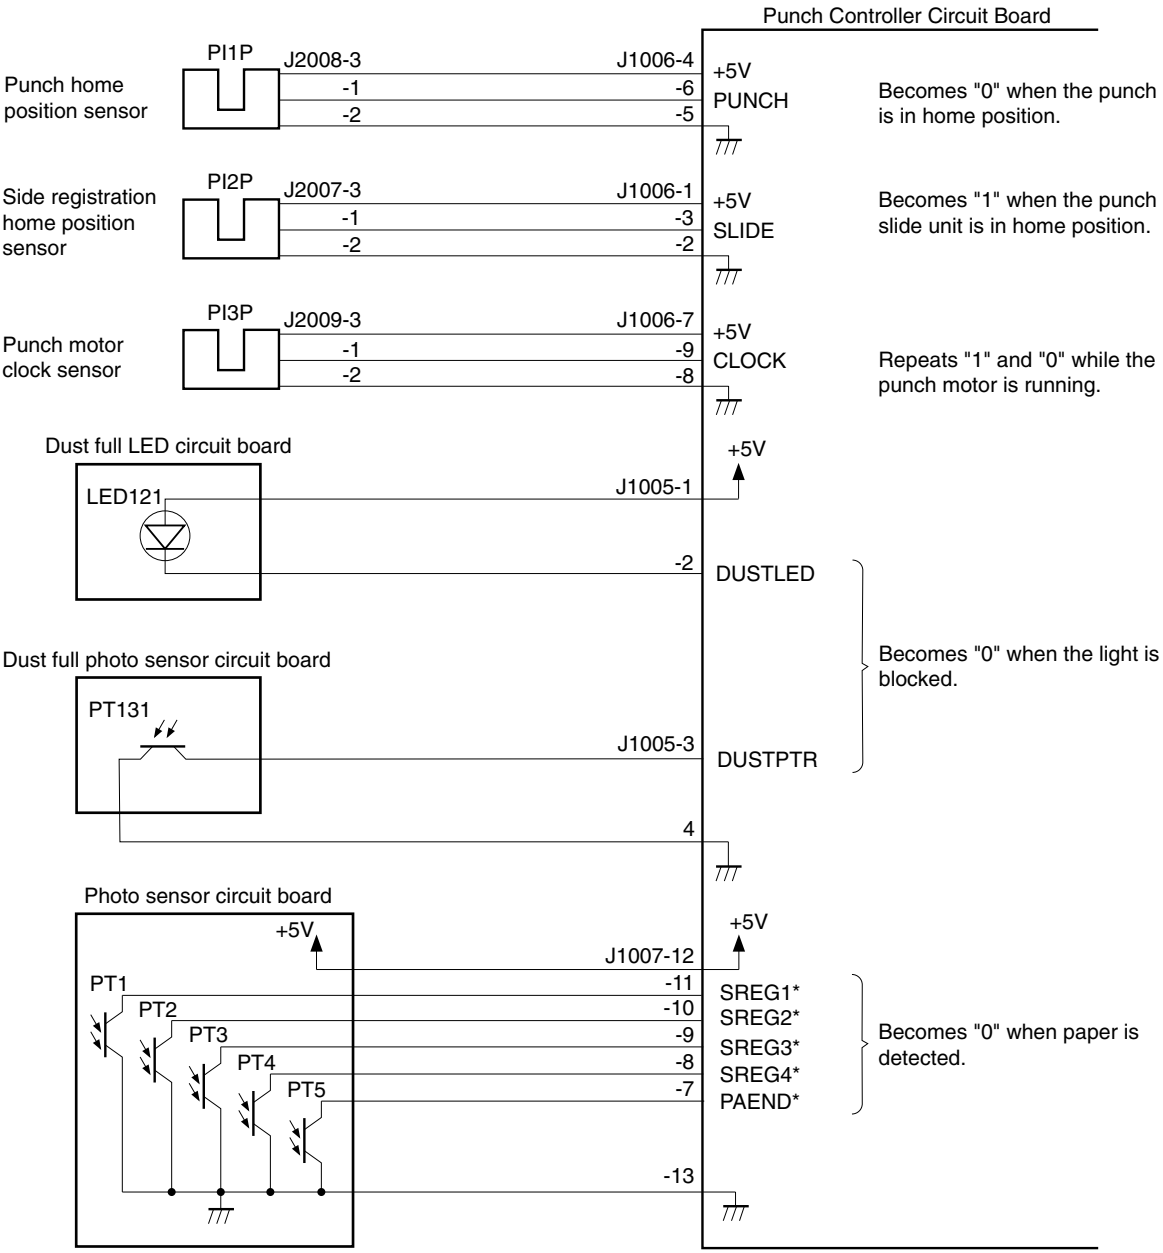 Punch Controller Circuit Board
Punch home
position sensor
PI1P
J2008-3
-1
-2
J1006-4
-6
-5
+5V
PUNCH
Becomes "0" when the punch
is in home position.
Side registration
home position
sensor
PI2P
J2007-3
-1
-2
J1006-1
-3
-2
+5V
SLIDE
Becomes "1" when the punch
slide unit is in home position.
Punch motor
clock sensor
PI3P
J2009-3
-1
-2
J1006-7
-9
-8
+5V
CLOCK
Repeats "1" and "0" while the
punch motor is running.
Dust full LED circuit board
LED121
J1005-1
+5V
-2
DUSTLED
Becomes "0" when the light is
blocked.
Dust full photo sensor circuit board
PT131
J1005-3
DUSTPTR
4
Photo sensor circuit board
+5V
+5V
J1007-12
PT1
-11
SREG1*
PT2
-10
SREG2*
PT3
-9
SREG3*
PT4
-8
SREG4*
PT5
-7
PAEND*
Becomes "0" when paper is
detected.
-13